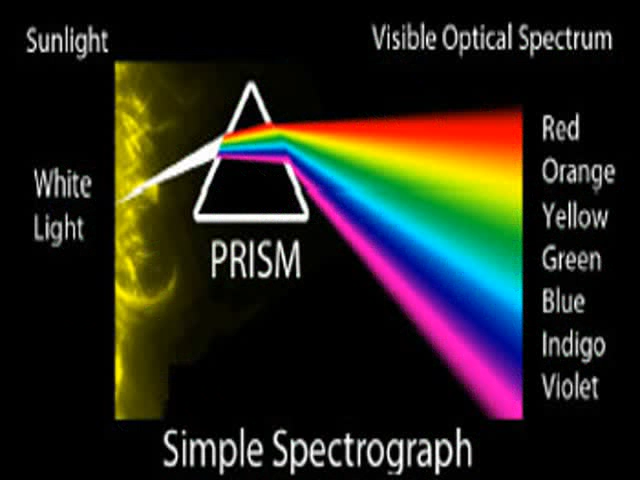 Sunlight
Visible Optical Spectrum
White
Light
PRISM
Red
Orange
Yellow
Green
Blue
Indigo
Violet
Simple Spectrograph